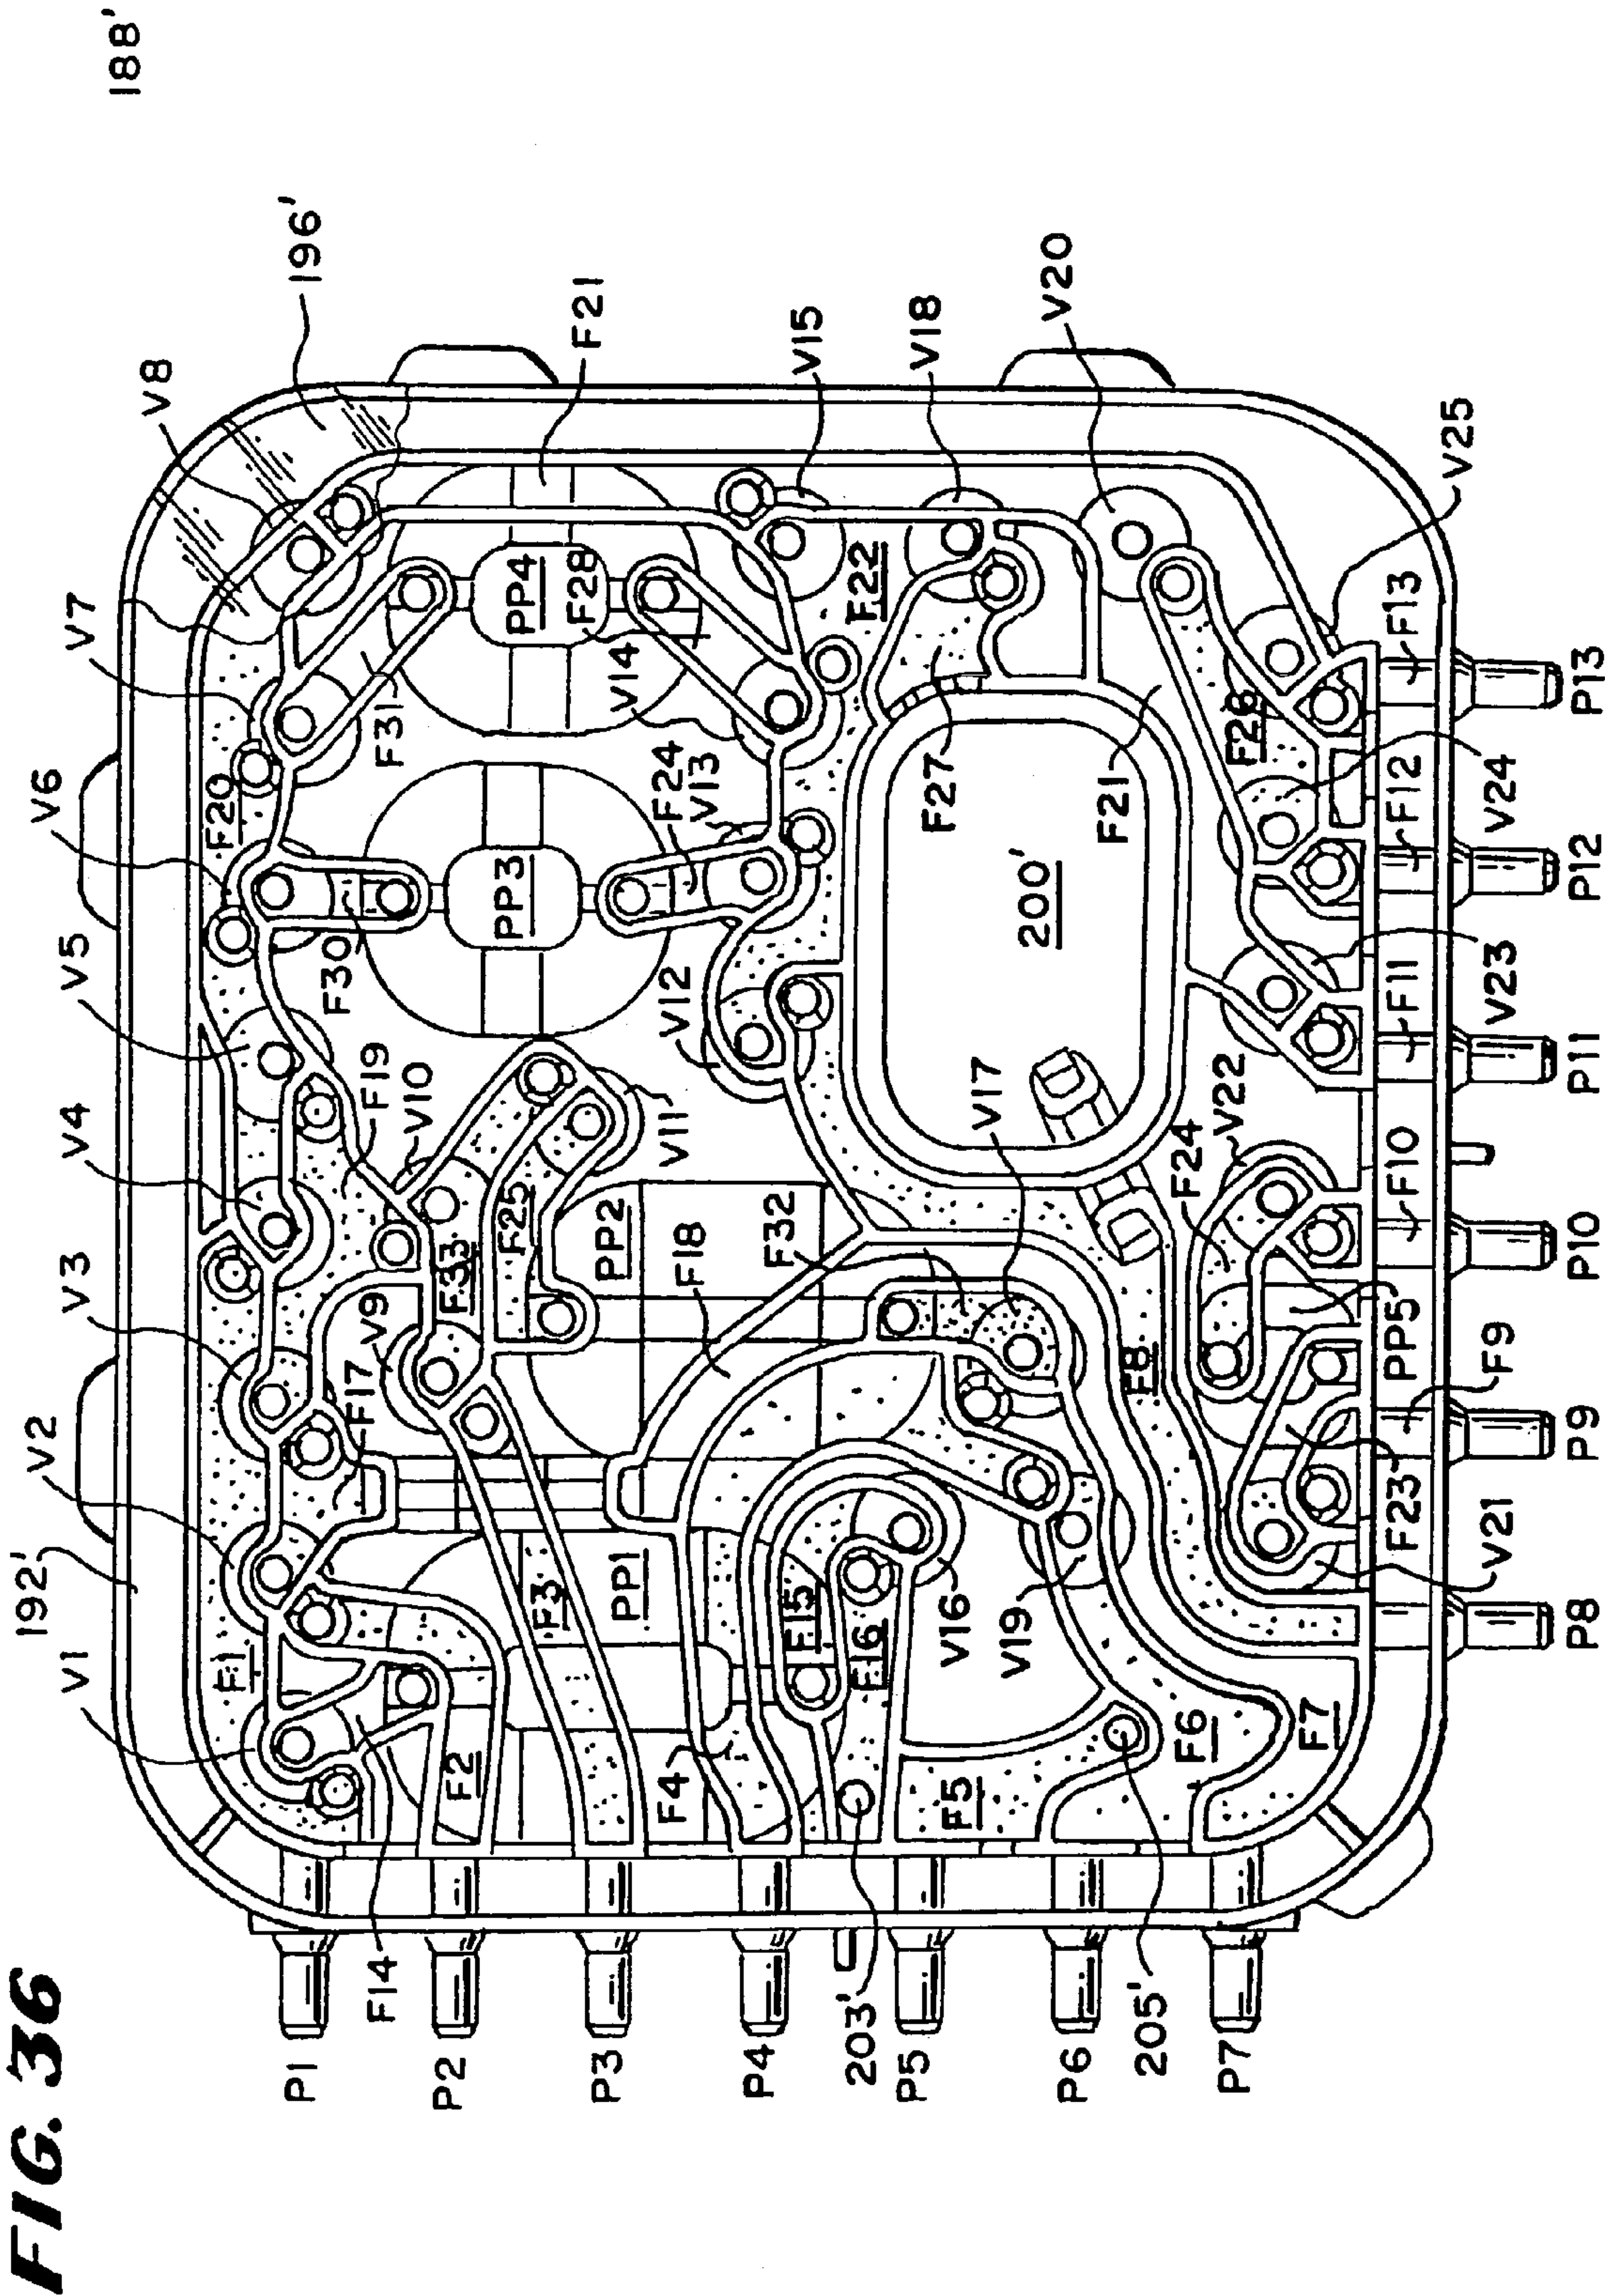 FIG. 36
188'
192'
196'
V1
V2
V3
V4
V5
V6
V7
V8
F21
V15
V18
V20
V25
F1
F20
F17
F19
V9
V10
F30
F31
PP4
F28
V14
F14
F2
F3
PP1
F33
F25
V11
PP2
PP3
F24
V13
V12
F18
F32
V17
F22
F27
F4
F15
F16
V16
V19
200'
F21
F5
F6
F7
F8
F24
V22
F26
F23
V21
PP5
F9
F10
F11
V23
F12
V24
F13
P1
P2
P3
P4
203'
P5
P6
205'
P7
P8
P9
P10
P11
P12
P13